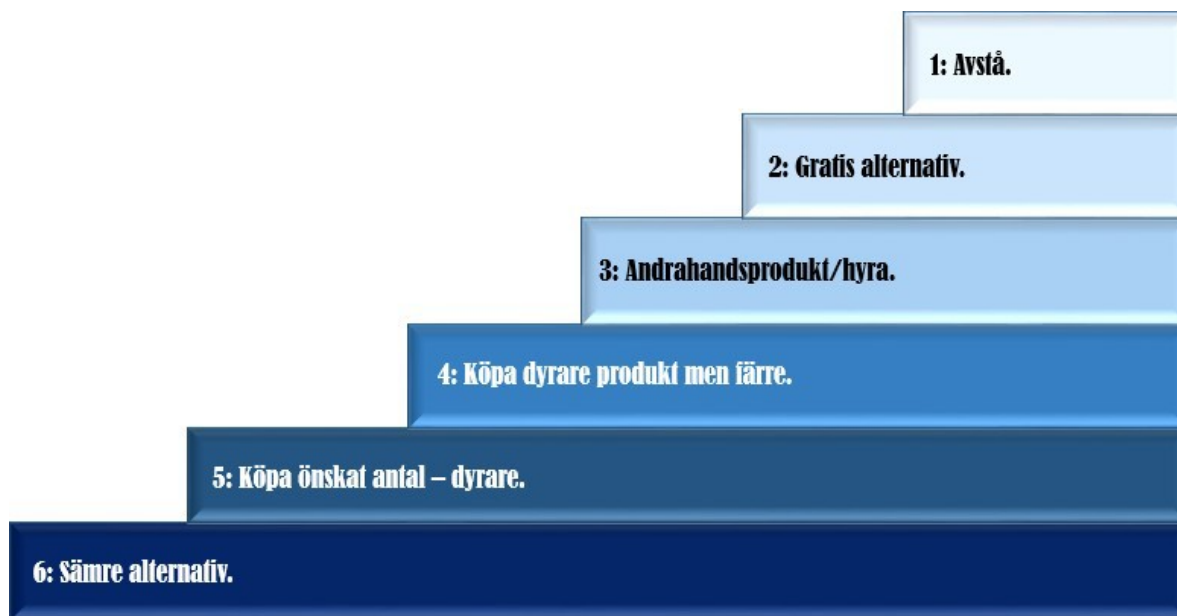 1: Avstå.
2: Gratis alternativ.
3: Andrahandsprodukt/hyra.
4: Köpa dyrare produkt men färre.
5: Köpa önskat antal – dyrare.
6: Sämre alternativ.